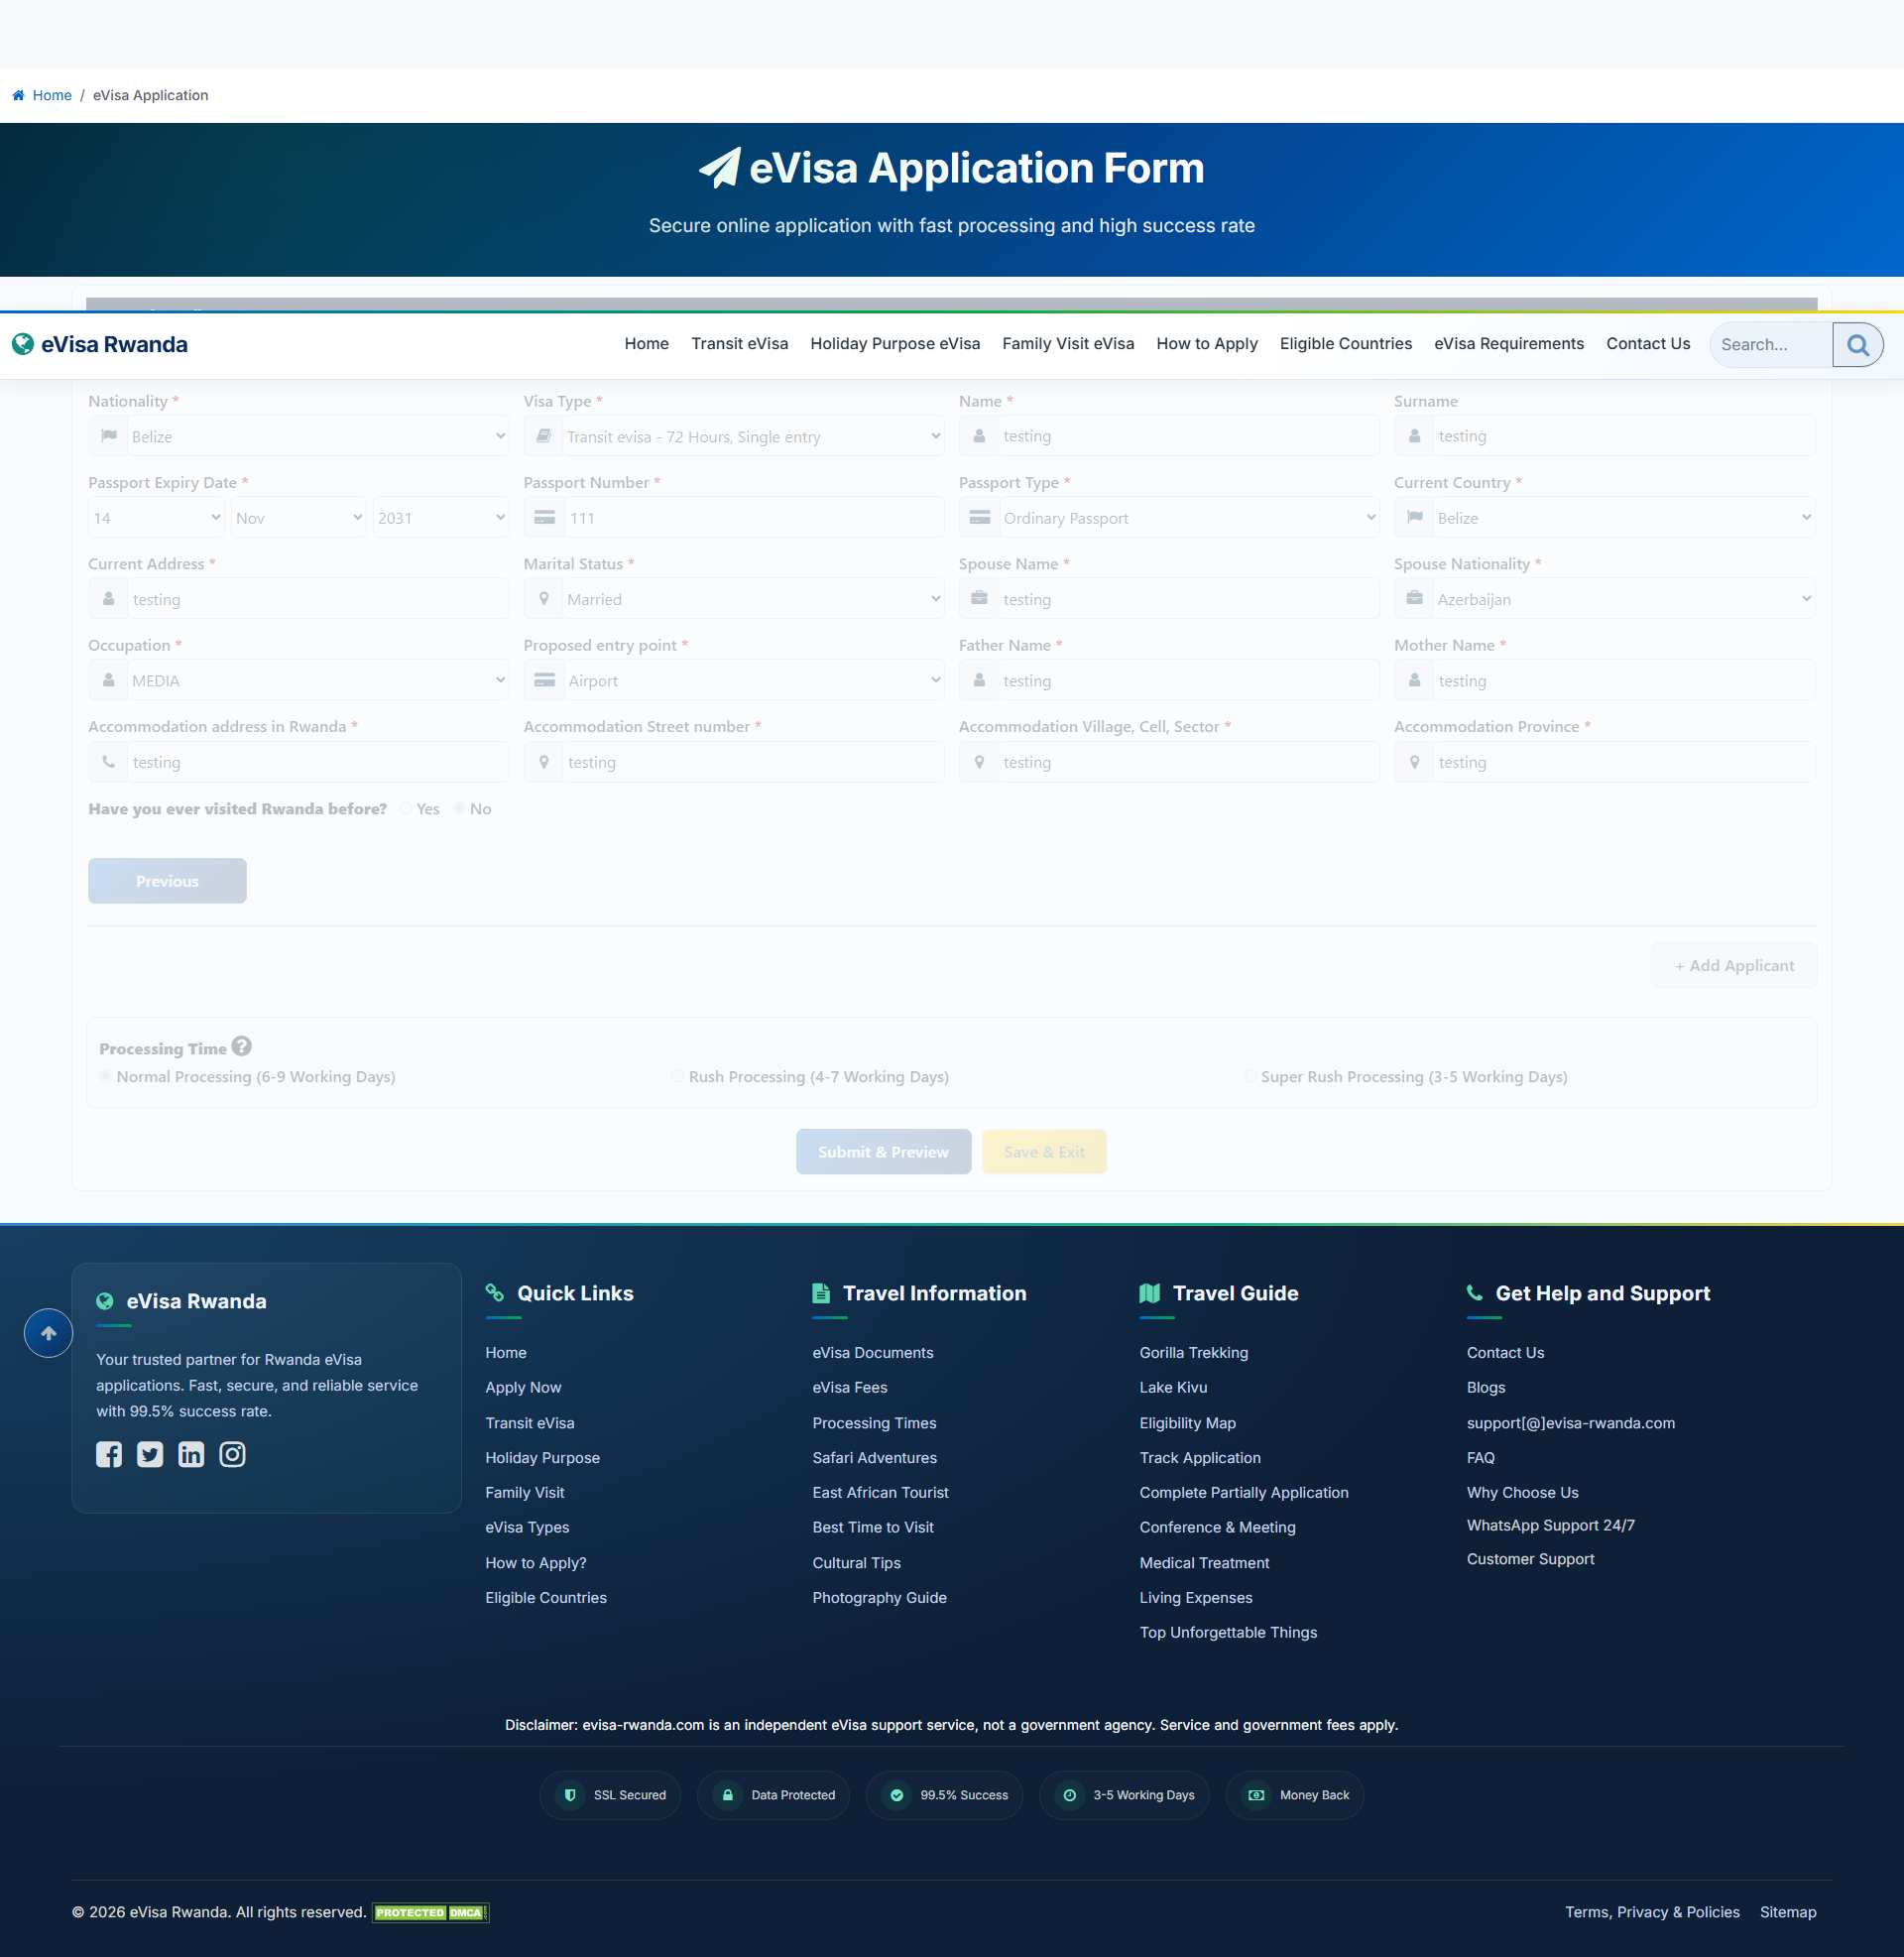 Home / eVisa Application
eVisa Application Form
Secure online application with fast processing and high success rate
eVisa Rwanda Home Transit eVisa Holiday Purpose eVisa Family Visit eVisa How to Apply Eligible Countries eVisa Requirements Contact Us Search...
Nationality * Visa Type * Name * Surname
Belize Transit evisa - 72 Hours, Single entry testing testing
Passport Expiry Date * Passport Number * Passport Type * Current Country *
14 Nov 2031 111 Ordinary Passport Belize
Current Address * Marital Status * Spouse Name * Spouse Nationality *
testing Married testing Azerbaijan
Occupation * Proposed entry point * Father Name * Mother Name *
MEDIA Airport testing testing
Accommodation address in Rwanda * Accommodation Street number * Accommodation Village, Cell, Sector * Accommodation Province *
testing testing testing testing
Have you ever visited Rwanda before? Yes No
Previous
+ Add Applicant
Processing Time ?
Normal Processing (6-9 Working Days) Rush Processing (4-7 Working Days) Super Rush Processing (3-5 Working Days)
Submit & Preview Save & Exit
eVisa Rwanda
Your trusted partner for Rwanda eVisa
applications. Fast, secure, and reliable service
with 99.5% success rate.
Quick Links
Home
Apply Now
Transit eVisa
Holiday Purpose
Family Visit
eVisa Types
How to Apply?
Eligible Countries
Travel Information
eVisa Documents
eVisa Fees
Processing Times
Safari Adventures
East African Tourist
Best Time to Visit
Cultural Tips
Photography Guide
Travel Guide
Gorilla Trekking
Lake Kivu
Eligibility Map
Track Application
Complete Partially Application
Conference & Meeting
Medical Treatment
Living Expenses
Top Unforgettable Things
Get Help and Support
Contact Us
Blogs
support[@]evisa-rwanda.com
FAQ
Why Choose Us
WhatsApp Support 24/7
Customer Support
Disclaimer: evisa-rwanda.com is an independent eVisa support service, not a government agency. Service and government fees apply.
SSL Secured Data Protected 99.5% Success 3-5 Working Days Money Back
© 2026 eVisa Rwanda. All rights reserved. PROTECTED DMCA Terms, Privacy & Policies Sitemap